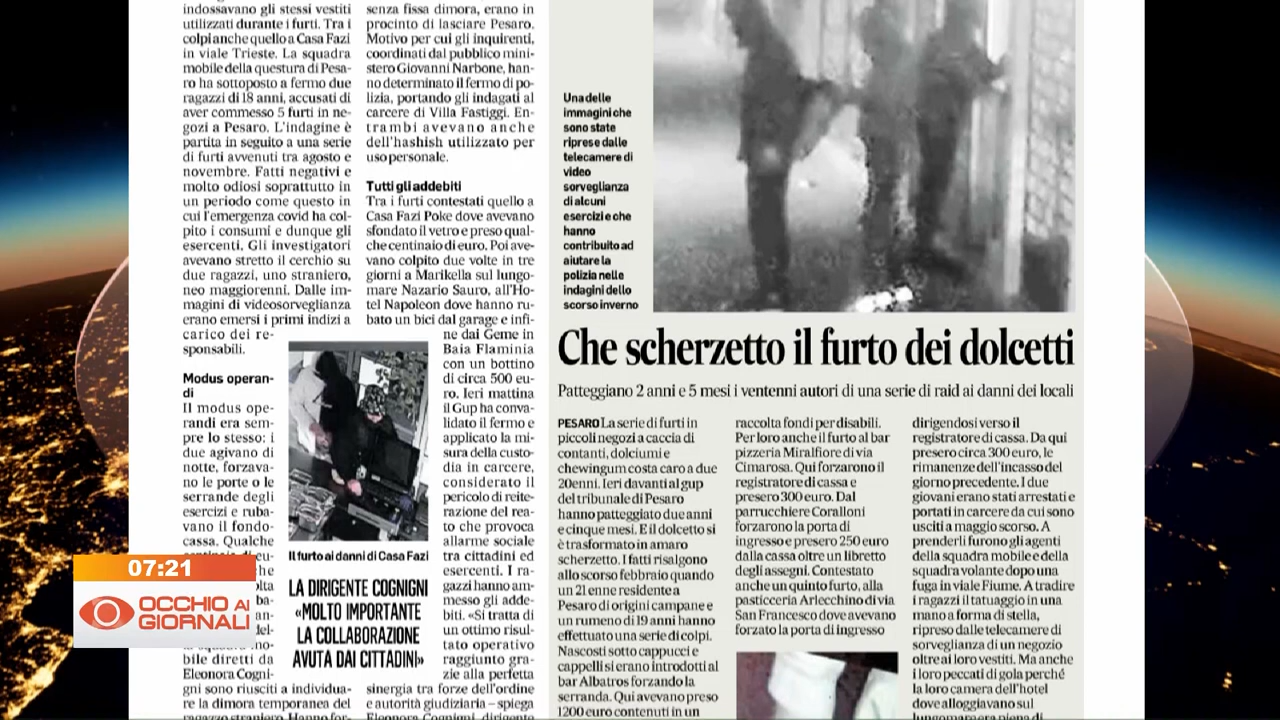 indossavano gli stessi vestiti
utilizzati durante i furti. Tra i
colpi anche quello a Casa Fazi
in viale Trieste. La squadra
mobile della questura di Pesa-
ro ha sottoposto a fermo due
ragazzi di 18 anni, accusati di
aver commesso 5 furti in ne-
gozi a Pesaro. L'indagine è
partita in seguito a una serie
di furti avvenuti tra agosto e
novembre. Fatti negativi e
molto odiosi soprattutto in
un periodo come questo in
cui l'emergenza covid ha col-
pito i consumi e dunque gli
esercenti. Gli investigatori
avevano stretto il cerchio su
due ragazzi, uno straniero,
neo maggiorenni. Dalle im-
magini di videosorveglianza
erano emersi i primi indizi a
carico dei re-
sponsabili.
Modus operan-
di
Il modus ope-
randi era sem-
pre lo stesso: i
due agivano di
notte, forzava-
no le porte o le
serrande degli
esercizi e ruba-
vano il fondo-
cassa. Qualche
bile diretti da
Eleonora Cogni-
gni sono riusciti a individua-
re la dimora temporanea del
ragazzo straniero. Hanno for-
senza fissa dimora, erano in
procinto di lasciare Pesaro.
Motivo per cui gli inquirenti,
coordinati dal pubblico mini-
stero Giovanni Narbone, han-
no determinato il fermo di po-
lizia, portando gli indagati al
carcere di Villa Fastiggi. En-
trambi avevano anche
dell'hashish utilizzato per
uso personale.
Tutti gli addebiti
Tra i furti contestati quello a
Casa Fazi Poke dove avevano
sfondato il vetro e preso qual-
che centinaio di euro. Poi ave-
vano colpito due volte in tre
giorni a Marikella sul lungo-
mare Nazario Sauro, all'Ho-
tel Napoleon dove hanno ru-
bato un bici dal garage e infi-
ne dai Geme in
Baia Flaminia
con un bottino
di circa 500 eu-
ro. Ieri mattina
il Gup ha conva-
lidato il fermo e
applicato la mi-
sura della custo-
dia in carcere,
considerato il
pericolo di reite-
razione del rea-
to che provoca
allarme sociale
tra cittadini ed
esercenti. I ra-
gazzi hanno am-
messo gli adde-
biti. «Si tratta di
un ottimo risul-
tato operativo
raggiunto gra-
zie alla perfetta
sinergia tra forze dell'ordine
e autorità giudiziaria – spiega
Eleonora Cognigni, dirigente
Il furto ai danni di Casa Fazi
LA DIRIGENTE COGNIGNI
«MOLTO IMPORTANTE
LA COLLABORAZIONE
AVUTA DAI CITTADINI»
Una delle
immagini che
sono state
riprese dalle
telecamere di
video
sorveglianza
di alcuni
esercizi e che
hanno
contribuito ad
aiutare la
polizia nelle
indagini dello
scorso inverno
Che scherzetto il furto dei dolcetti
Patteggiano 2 anni e 5 mesi i ventenni autori di una serie di raid ai danni dei locali
PESARO La serie di furti in
piccoli negozi a caccia di
contanti, dolciumi e
chewingum costa caro a due
20enni. Ieri davanti al gup
del tribunale di Pesaro
hanno patteggiato due anni
e cinque mesi. E il dolcetto si
è trasformato in amaro
scherzetto. I fatti risalgono
allo scorso febbraio quando
un 21 enne residente a
Pesaro di origini campane e
un rumeno di 19 anni hanno
effettuato una serie di colpi.
Nascosti sotto cappucci e
cappelli si erano introdotti al
bar Albatros forzando la
serranda. Qui avevano preso
1200 euro contenuti in un
raccolta fondi per disabili.
Per loro anche il furto al bar
pizzeria Miralfiore di via
Cimarosa. Qui forzarono il
registratore di cassa e
presero 300 euro. Dal
parrucchiere Coralloni
forzarono la porta di
ingresso e presero 250 euro
dalla cassa oltre un libretto
degli assegni. Contestato
anche un quinto furto, alla
pasticceria Arlecchino di via
San Francesco dove avevano
forzato la porta di ingresso
dirigendosi verso il
registratore di cassa. Da qui
presero circa 300 euro, le
rimanenze dell'incasso del
giorno precedente. I due
giovani erano stati arrestati e
portati in carcere da cui sono
usciti a maggio scorso. A
prenderli furono gli agenti
della squadra mobile e della
squadra volante dopo una
fuga in viale Fiume. A tradire
i ragazzi il tatuaggio in una
mano a forma di stella,
ripreso dalle telecamere di
sorveglianza di un negozio
oltre ai loro vestiti. Ma anche
i loro peccati di gola perché
la loro camera dell'hotel
dove alloggiavano sul
lungomare era piena di
07:21
OCCHIO AI
GIORNALI